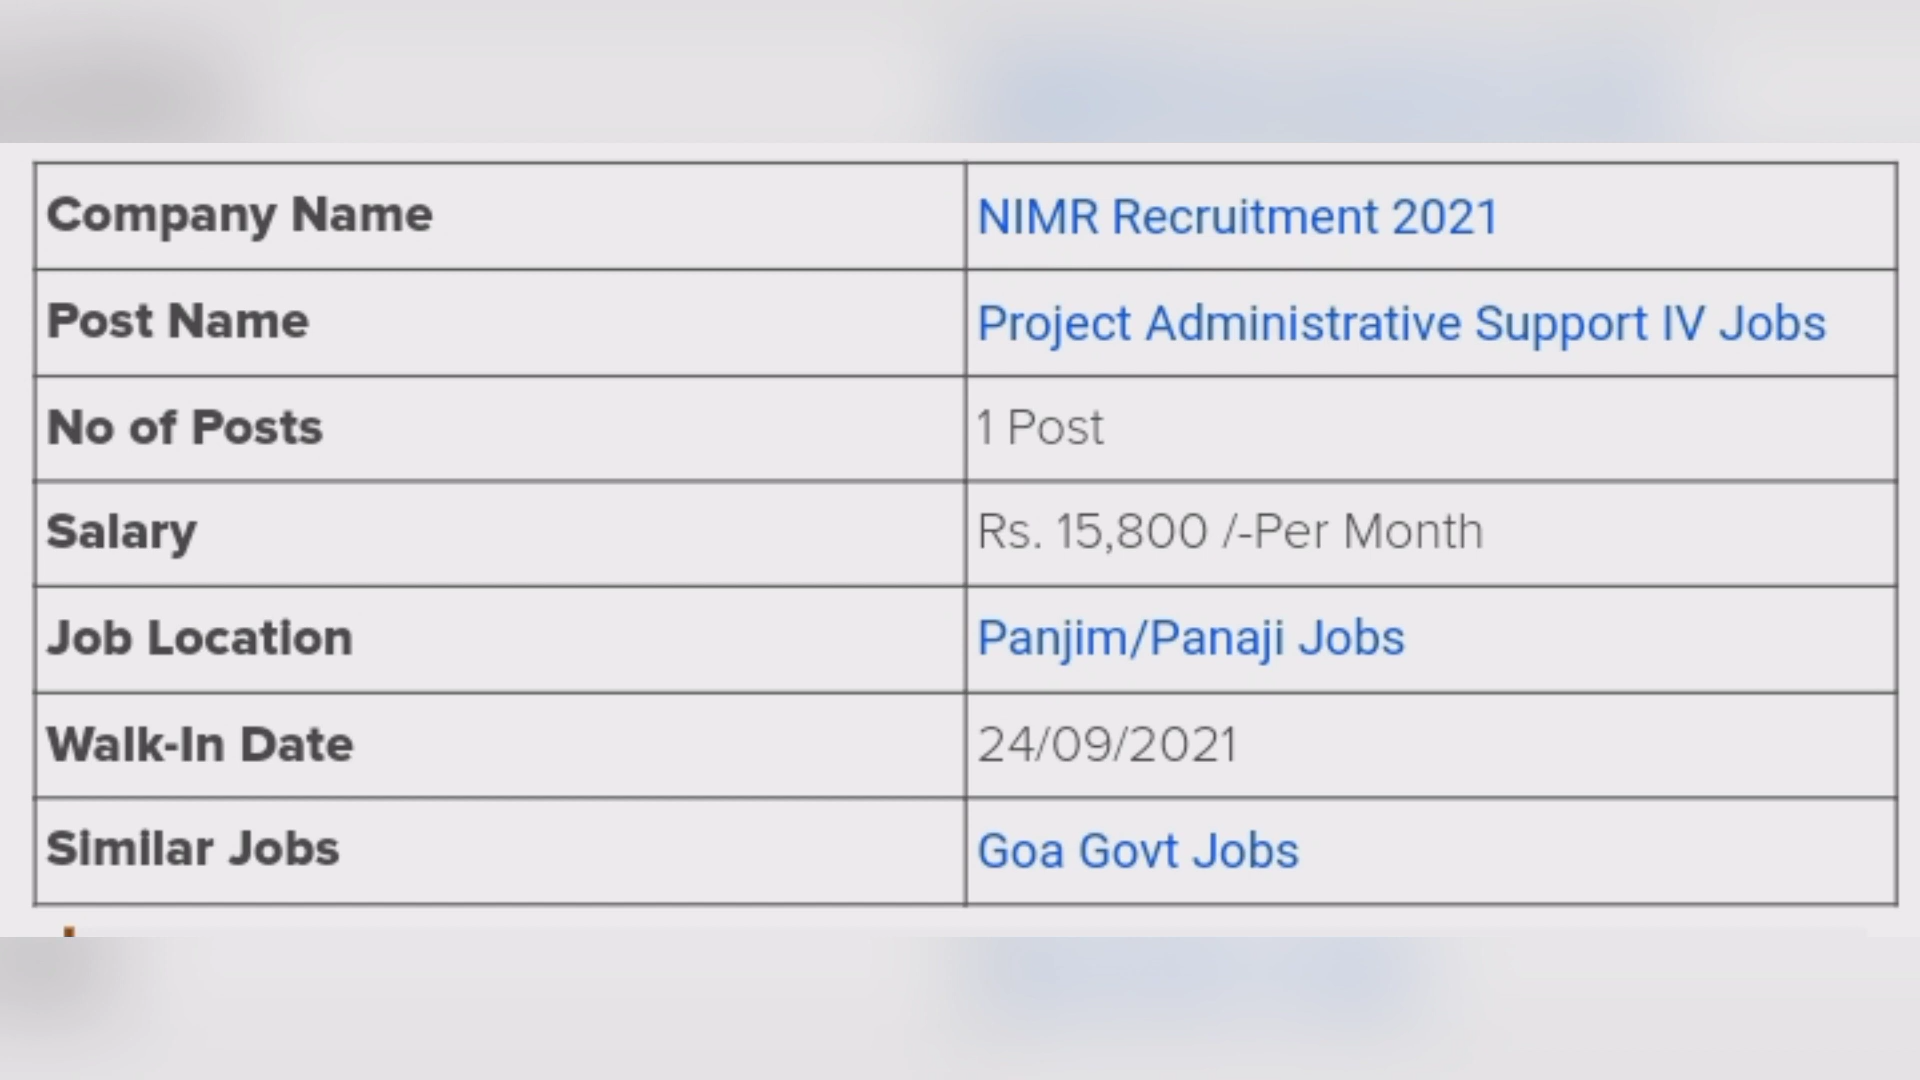 Company Name NIMR Recruitment 2021
Post Name Project Administrative Support IV Jobs
No of Posts 1 Post
Salary Rs. 15,800 /-Per Month
Job Location Panjim/Panaji Jobs
Walk-In Date 24/09/2021
Similar Jobs Goa Govt Jobs